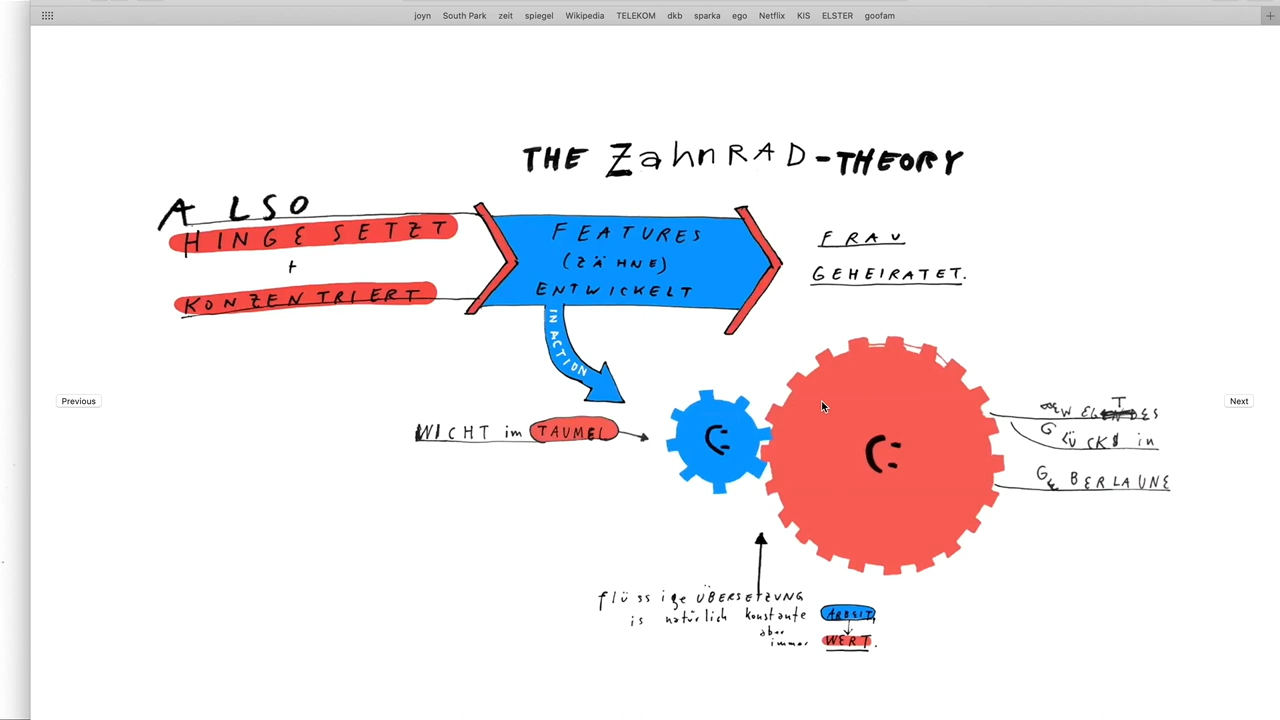 joyn South Park zeit spiegel Wikipedia TELEKOM dkb sparka ego Netflix KIS ELSTER goofam
THE ZahnRAD-THEORY
ALSO
HINGESETZT
+
KONZENTRIERT
FEATURES
(ZÄHNE)
ENTWICKELT
IN ACTION
FRAU
GEHEIRATET.
Previous
Next
NICHT im TAUMEL
GLÜCKS in
GEBERLAUNE
flüssige ÜBERSETZUNG
is natürlich konstante ARBEIT,
aber
immer WERT.